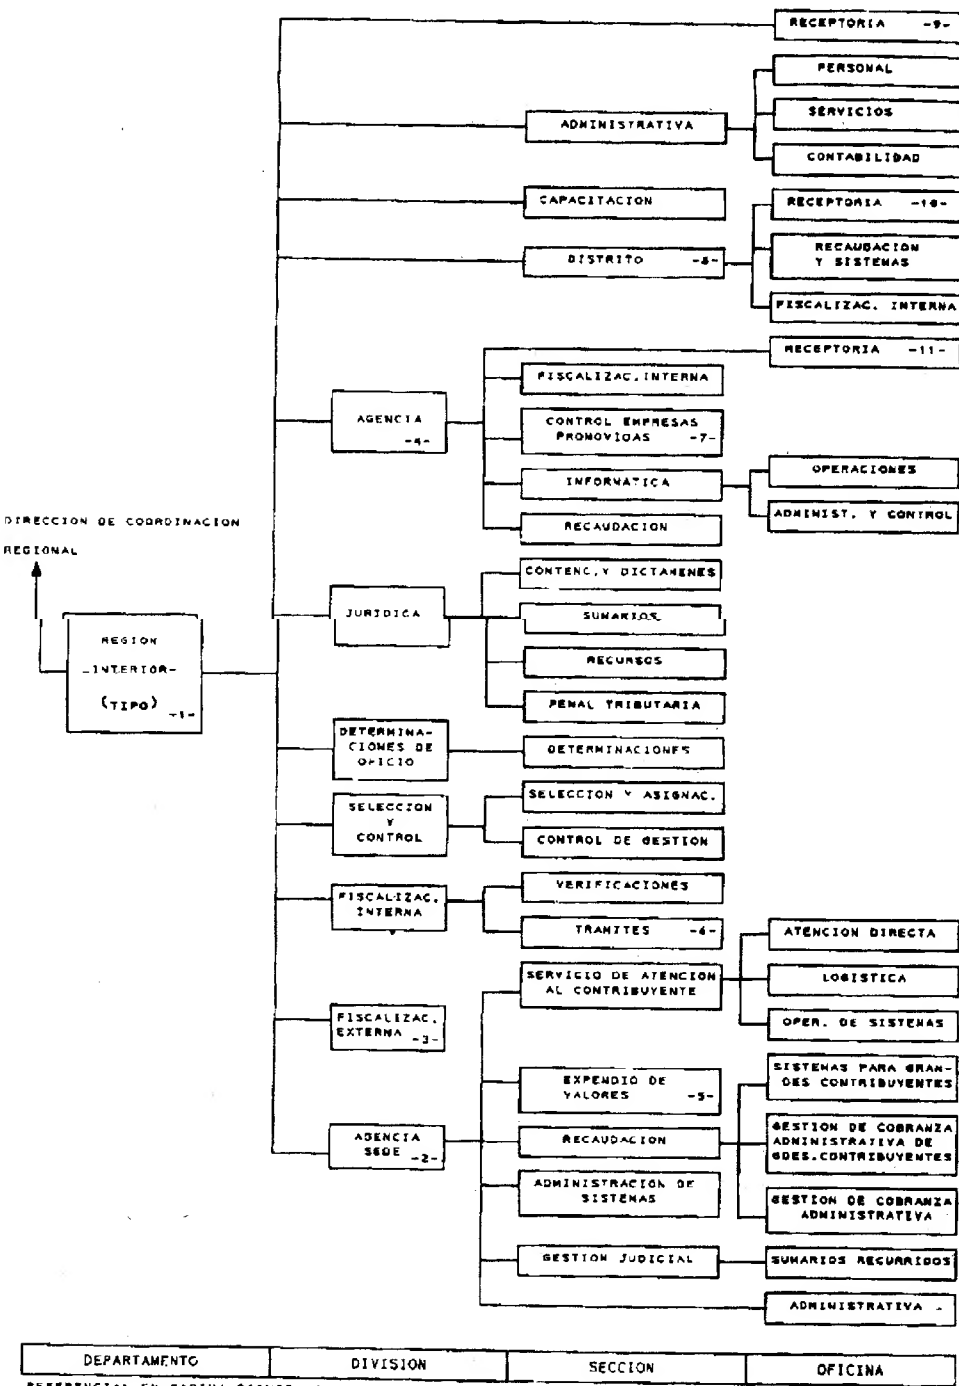 RECEPTORIA -9-
PERSONAL
ADMINISTRATIVA
SERVICIOS
CONTABILIDAD
CAPACITACION
RECEPTORIA -10-
DISTRITO -8-
RECAUDACION
Y SISTEMAS
FISCALIZAC. INTERNA
RECEPTORIA -11-
FISCALIZAC. INTERNA
AGENCIA
-4-
CONTROL EMPRESAS
PROMOVIDAS -7-
INFORMATICA
OPERACIONES
ADMINIST. Y CONTROL
RECAUDACION
DIRECCION DE COORDINACION
REGIONAL
CONTENC. Y DICTAMENES
JURIDICA
SUMARIOS
RECURSOS
PENAL TRIBUTARIA
REGION
-INTERIOR-
(TIPO) -1-
DETERMINA-
CIONES DE
OFICIO
DETERMINACIONES
SELECCION
Y
CONTROL
SELECCION Y ASIGNAC.
CONTROL DE GESTION
FISCALIZAC.
INTERNA
VERIFICACIONES
TRAMITES -6-
SERVICIO DE ATENCION
AL CONTRIBUYENTE
ATENCION DIRECTA
LOGISTICA
OPER. DE SISTEMAS
FISCALIZAC.
EXTERNA -3-
AGENCIA
SEDE -2-
EXPENDIO DE
VALORES -5-
RECAUDACION
SISTEMAS PARA GRAN-
DES CONTRIBUYENTES
GESTION DE COBRANZA
ADMINISTRATIVA DE
GDES. CONTRIBUYENTES
GESTION DE COBRANZA
ADMINISTRATIVA
ADMINISTRACION DE
SISTEMAS
GESTION JUDICIAL
SUMARIOS RECURRIDOS
ADMINISTRATIVA
DEPARTAMENTO DIVISION SECCION OFICINA